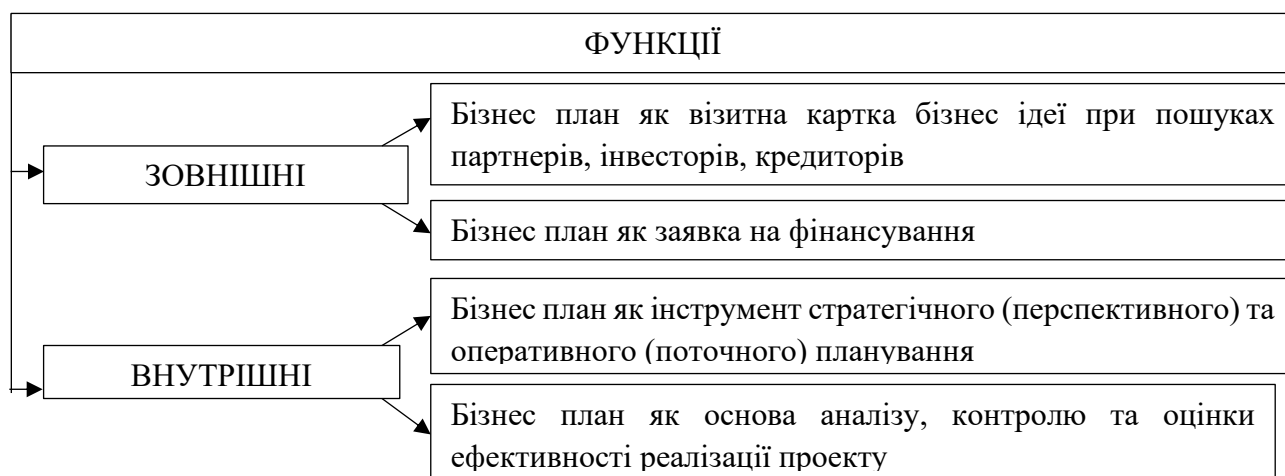 ФУНКЦІЇ
ЗОВНІШНІ
Бізнес план як візитна картка бізнес ідеї при пошуках
партнерів, інвесторів, кредиторів
Бізнес план як заявка на фінансування
ВНУТРІШНІ
Бізнес план як інструмент стратегічного (перспективного) та
оперативного (поточного) планування
Бізнес план як основа аналізу, контролю та оцінки
ефективності реалізації проекту